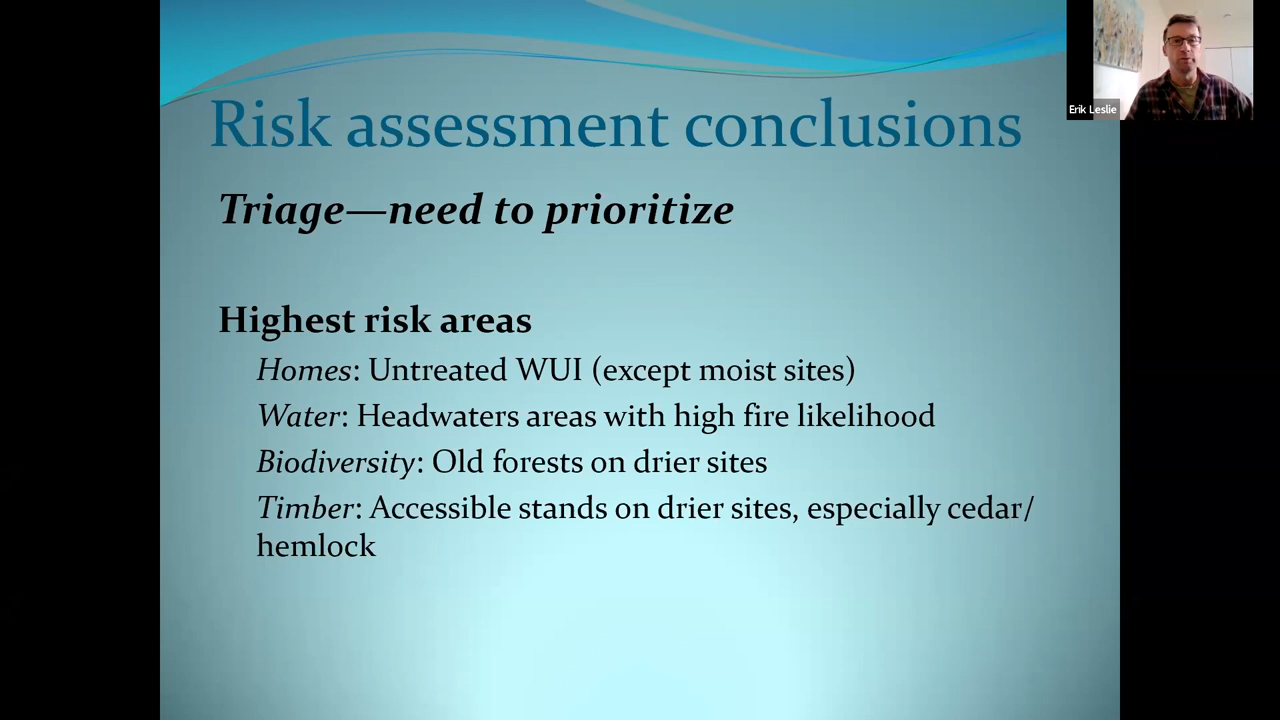 Risk assessment conclusions
Triage—need to prioritize
Highest risk areas
Homes: Untreated WUI (except moist sites)
Water: Headwaters areas with high fire likelihood
Biodiversity: Old forests on drier sites
Timber: Accessible stands on drier sites, especially cedar/
hemlock
Erik Leslie